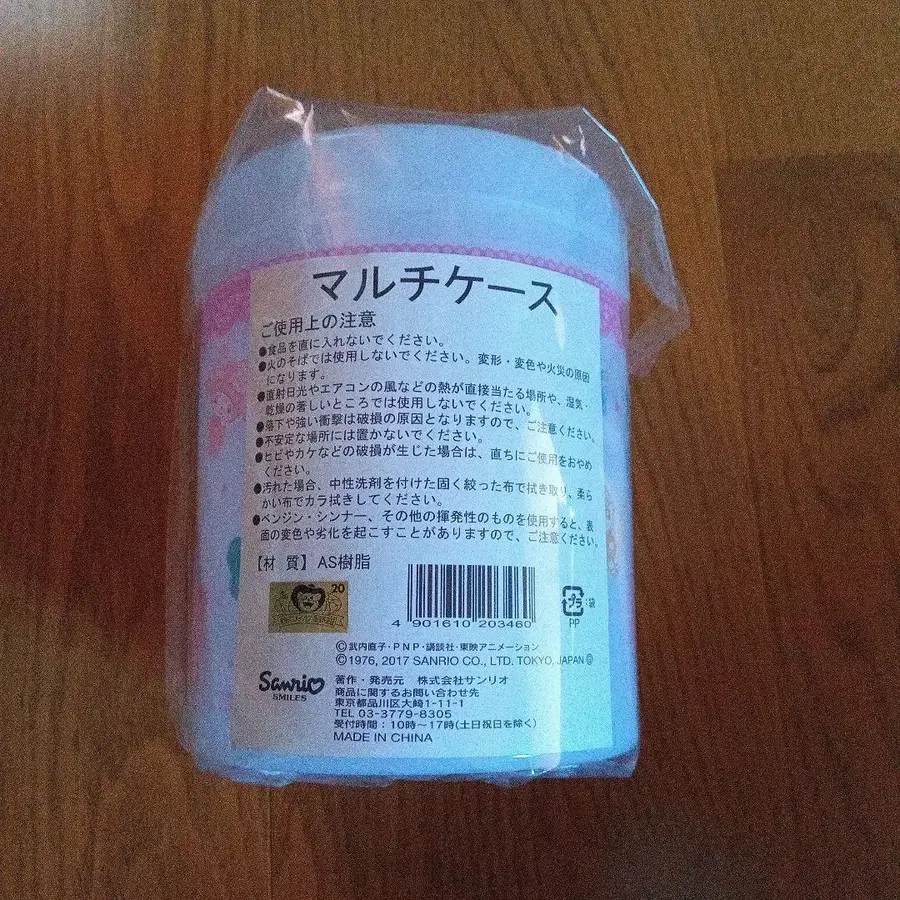 マルチケース
ご使用上の注意
●食品を直に入れないでください。
●火のそばでは使用しないでください。変形・変色や火災の原因
になります。
●直射日光やエアコンの風などの熱が直接当たる場所や、湿気・
乾燥の著しいところでは使用しないでください。
●落下や強い衝撃は破損の原因となりますので、ご注意ください。
●不安定な場所には置かないでください。
●ヒビやカケなどの破損が生じた場合は、直ちにご使用をおやめ
ください。
●汚れた場合、中性洗剤を付けた固く絞った布で拭き取り、柔ら
かい布でカラ拭きしてください。
●ベンジン・シンナー、その他の揮発性のものを使用すると、表
面の変色や劣化を起こすことがありますので、ご注意ください。
【材 質】AS樹脂
20
4 901610 203460
プラ :袋
PP
©武内直子・PNP・講談社・東映アニメーション
©1976, 2017 SANRIO CO., LTD. TOKYO, JAPAN Ⓛ
Sanrio
SMILES
著作・発売元 株式会社サンリオ
商品に関するお問い合わせ先
東京都品川区大崎1-11-1
TEL 03-3779-8305
受付時間:10時~17時(土日祝日を除く)
MADE IN CHINA